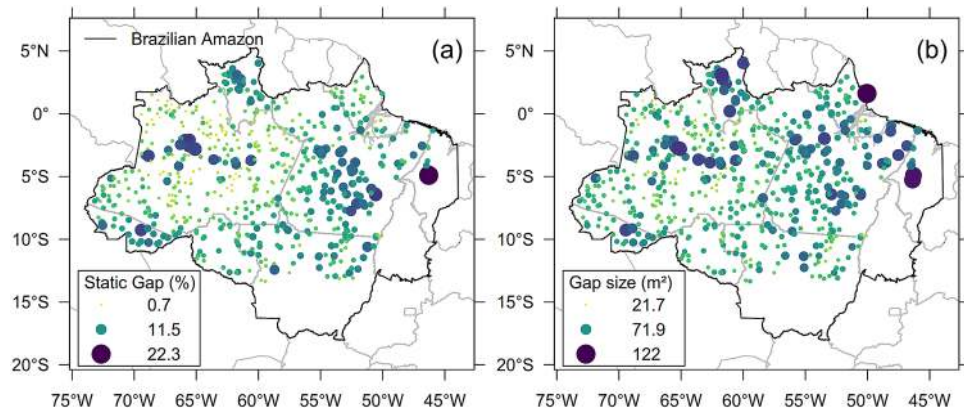 5°N
0°
5°S
10°S
15°S
20°S
Brazilian Amazon
(a)
Static Gap (%)
0.7
11.5
22.3
75°W 70°W 65°W 60°W 55°W 50°W 45°W
5°N
0°
5°S
10°S
15°S
20°S
(b)
Gap size (m²)
21.7
71.9
122
75°W 70°W 65°W 60°W 55°W 50°W 45°W